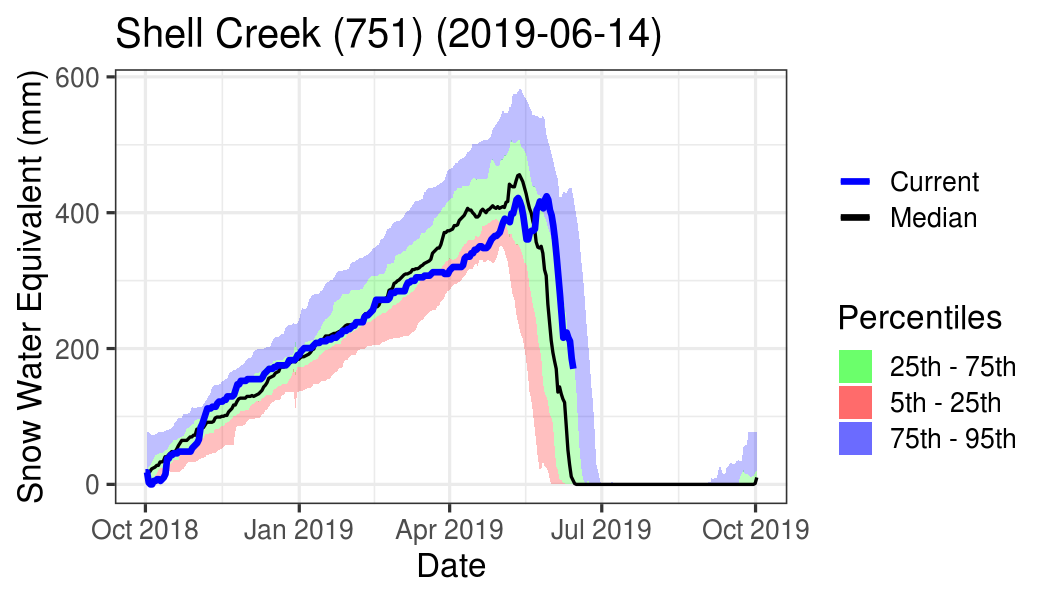 Shell Creek (751) (2019-06-14)
Snow Water Equivalent (mm)
600
400
200
0
Oct 2018
Jan 2019
Apr 2019
Jul 2019
Oct 2019
Date
Current
Median
Percentiles
25th - 75th
5th - 25th
75th - 95th